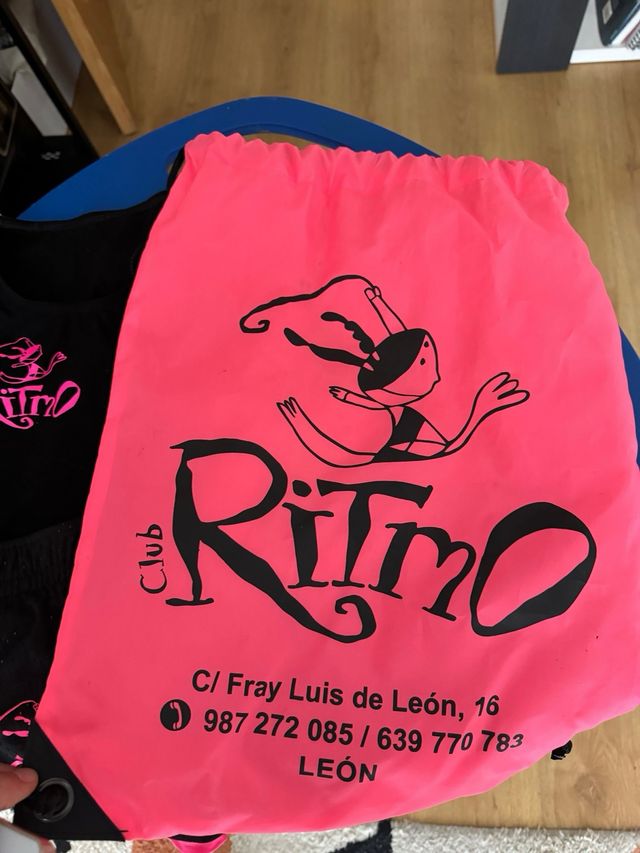 Club
RiTmO
C/ Fray Luis de León, 16
987 272 085 / 639 770 783
LEÓN
RiTmO